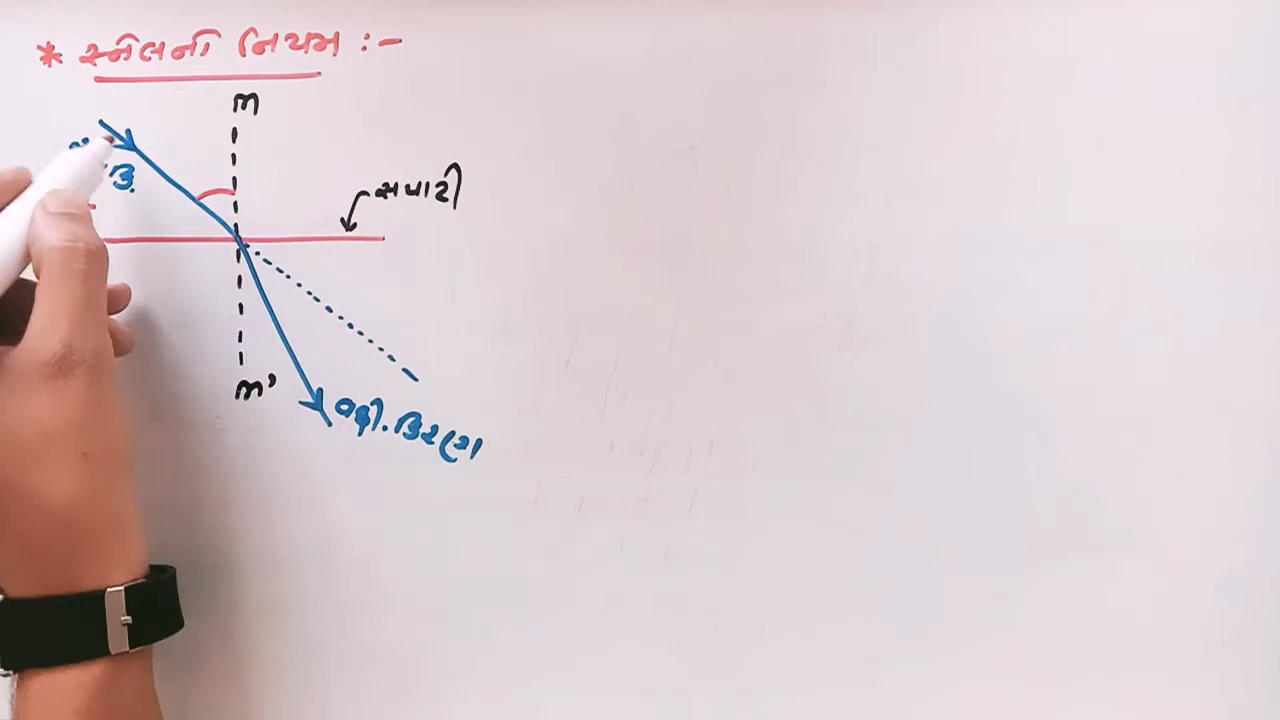 * સ્નેલનો નિયમ :-
m
સપાટી
m'
વક્રી. કિરણ